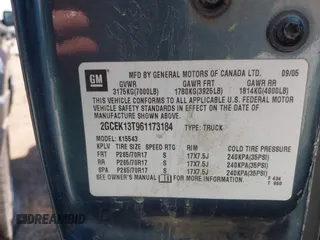 GM
MFD BY GENERAL MOTORS OF CANADA LTD. 09/05
GVWR GAWR FRT GAWR RR
3175KG(7000LB) 1780KG(3925LB) 1814KG(4000LB)
THIS VEHICLE CONFORMS TO ALL APPLICABLE U.S. FEDERAL MOTOR
VEHICLE SAFETY STANDARDS IN EFFECT ON THE DATE OF
MANUFACTURE SHOWN ABOVE.
2GCEK13T961173184 TYPE: TRUCK
MODEL: K15543
KPLV TIRE SIZE SPEED RTG RIM COLD TIRE PRESSURE
FRT P265/70R17 S 17X7.5J 240KPA(35PSI)
RR P265/70R17 S 17X7.5J 240KPA(35PSI)
SPA P265/70R17 S 17X7.5J 240KPA(35PSI)
SEE OWNER'S MANUAL FOR ADDITIONAL INFORMATION
DREAMBID